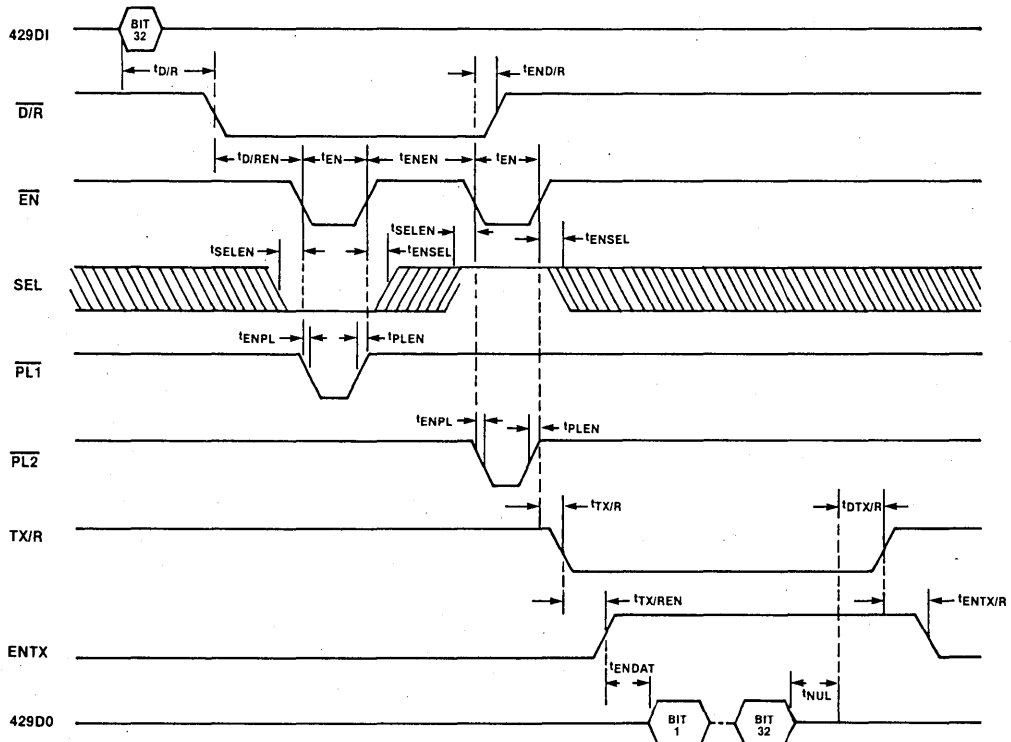 429DI
BIT 32
tD/R
tEND/R
D/R
tD/REN
tEN
tENEN
tEN
EN
tSELEN
tENSEL
tSELEN
tENSEL
SEL
tENPL
tPLEN
PL1
tENPL
tPLEN
PL2
tTX/R
tDTX/R
TX/R
tTX/REN
tENTX/R
ENTX
tENDAT
tNUL
429D0
BIT 1
BIT 32